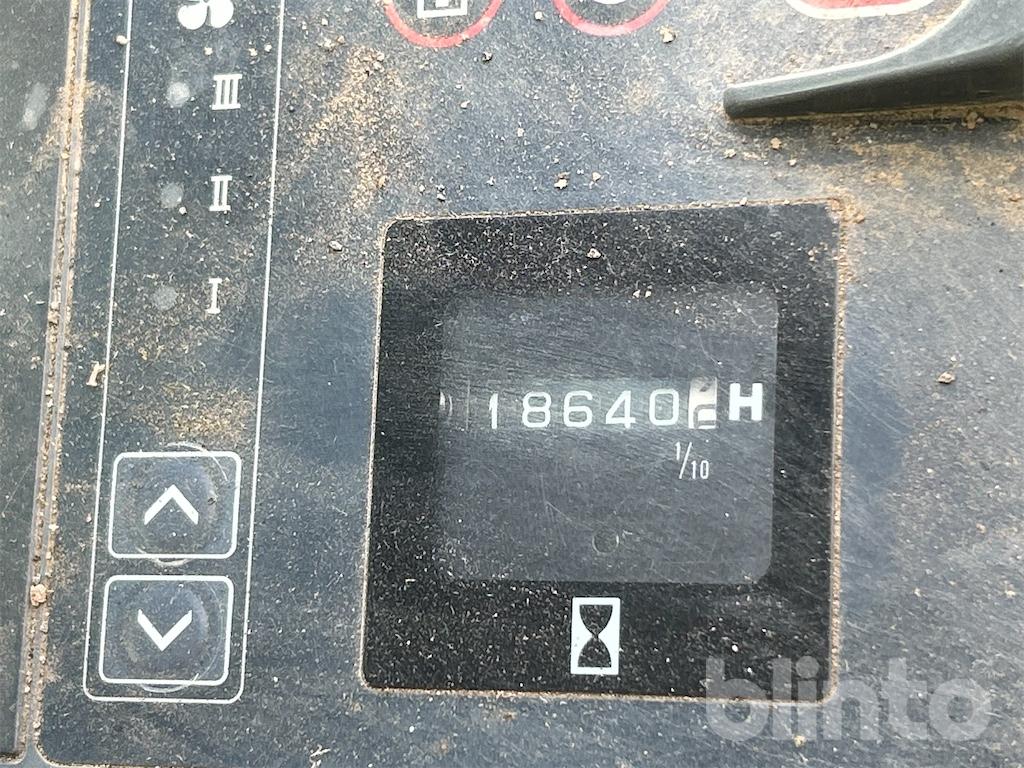 III
II
I
18640 H
1/10
blinto